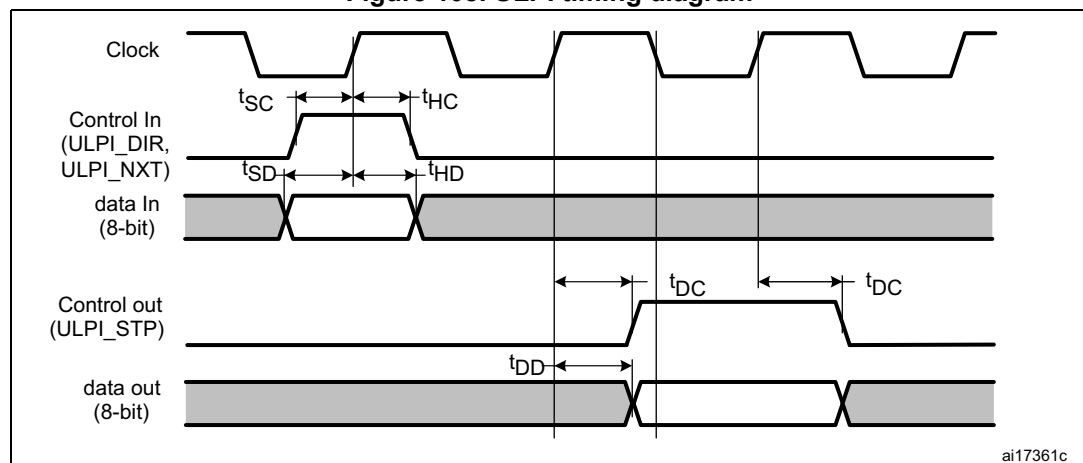 Clock
tSC
tHC
Control In
(ULPI_DIR,
ULPI_NXT)
tSD
tHD
data In
(8-bit)
Control out
(ULPI_STP)
tDC
tDC
tDD
data out
(8-bit)
ai17361c